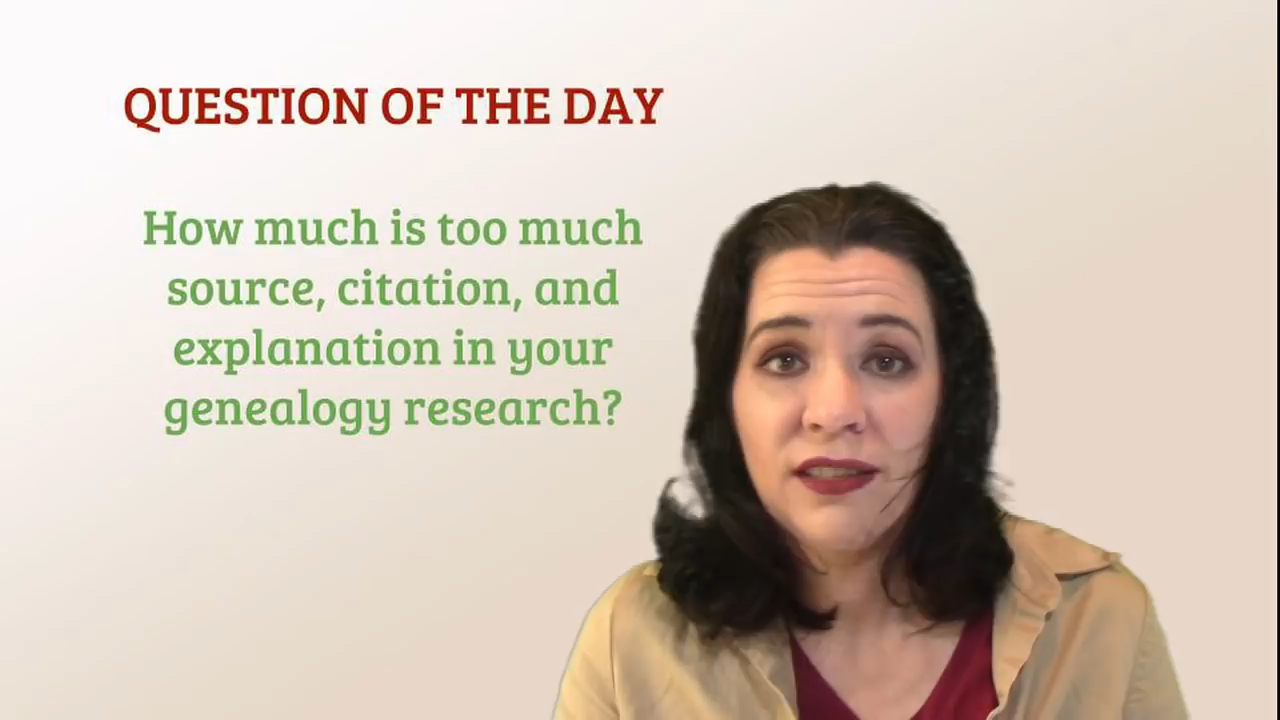 QUESTION OF THE DAY
How much is too much
source, citation, and
explanation in your
genealogy research?